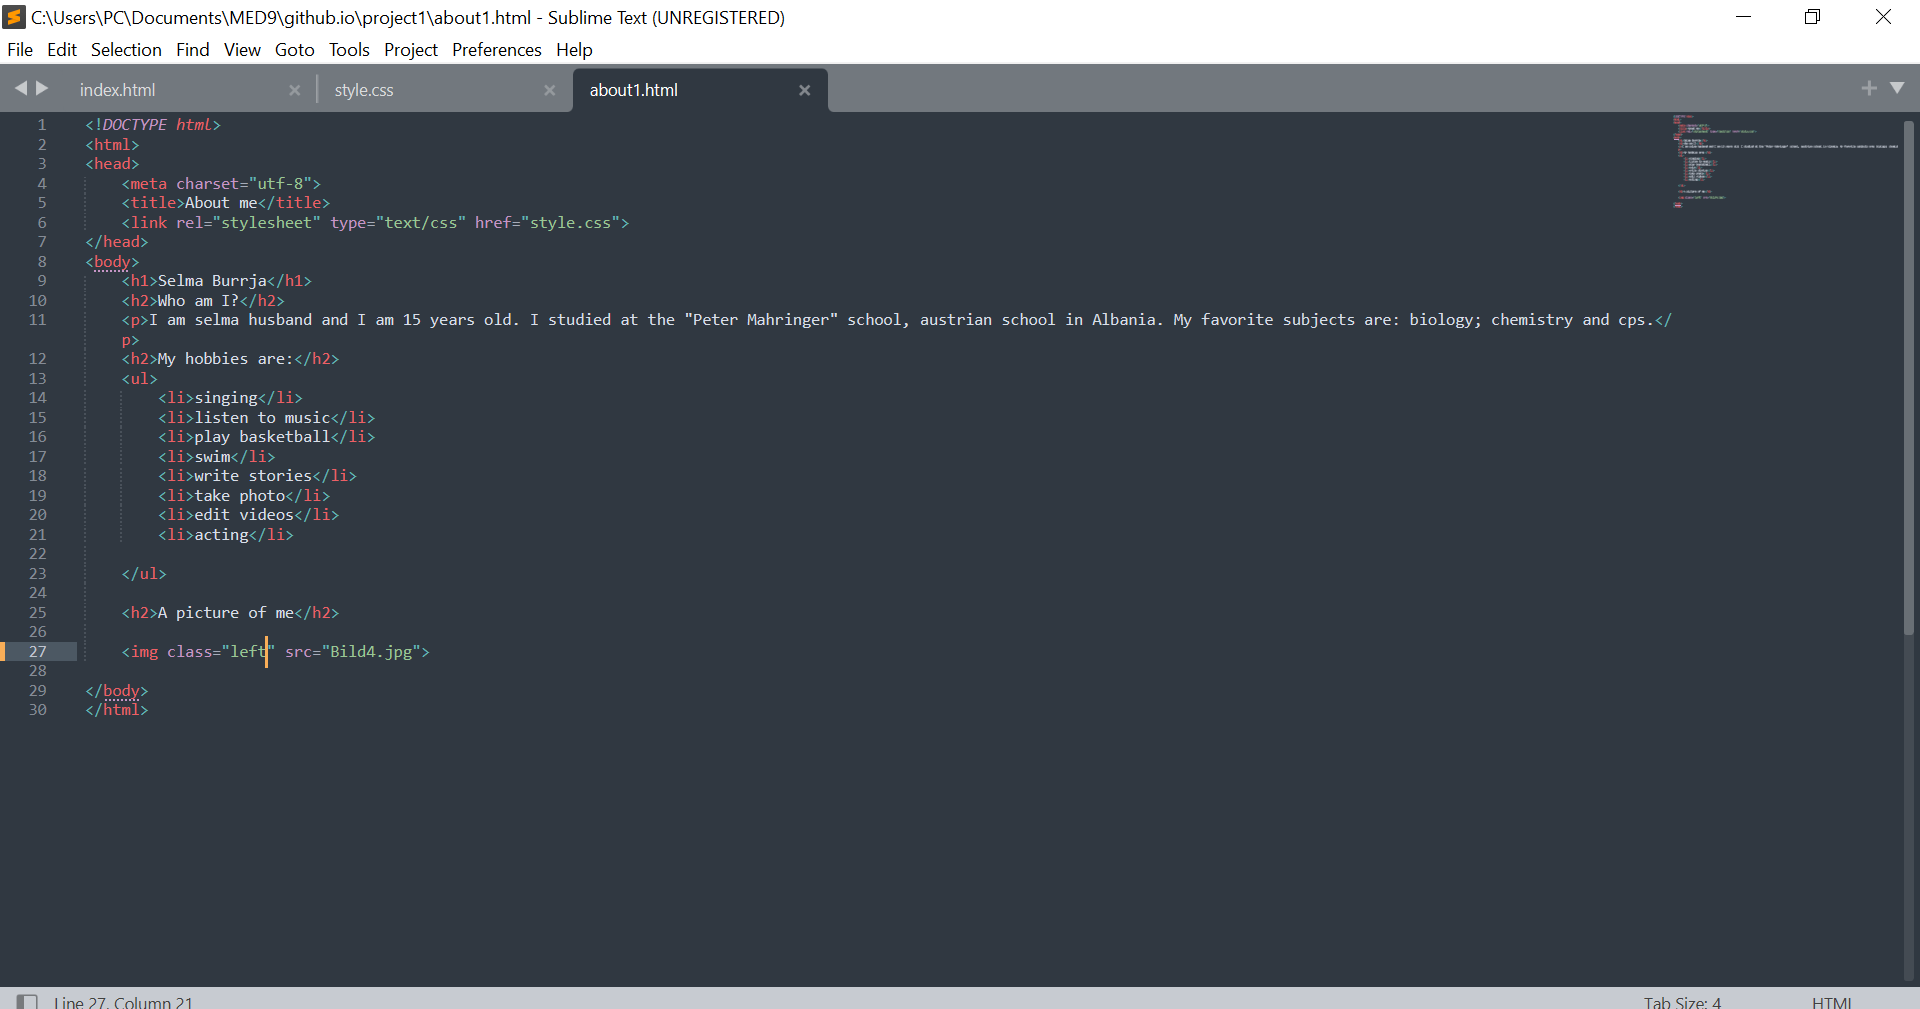 C:\Users\PC\Documents\MED9\github.io\project1\about1.html - Sublime Text (UNREGISTERED)
File Edit Selection Find View Goto Tools Project Preferences Help
index.html style.css about1.html
1 <!DOCTYPE html>
2 <html>
3 <head>
4 <meta charset="utf-8">
5 <title>About me</title>
6 <link rel="stylesheet" type="text/css" href="style.css">
7 </head>
8 <body>
9 <h1>Selma Burrja</h1>
10 <h2>Who am I?</h2>
11 <p>I am selma husband and I am 15 years old. I studied at the "Peter Mahringer" school, austrian school in Albania. My favorite subjects are: biology; chemistry and cps.</
p>
12 <h2>My hobbies are:</h2>
13 <ul>
14 <li>singing</li>
15 <li>listen to music</li>
16 <li>play basketball</li>
17 <li>swim</li>
18 <li>write stories</li>
19 <li>take photo</li>
20 <li>edit videos</li>
21 <li>acting</li>
22
23 </ul>
24
25 <h2>A picture of me</h2>
26
27 <img class="left" src="Bild4.jpg">
28
29 </body>
30 </html>
Line 27, Column 21 Tab Size: 4 HTML